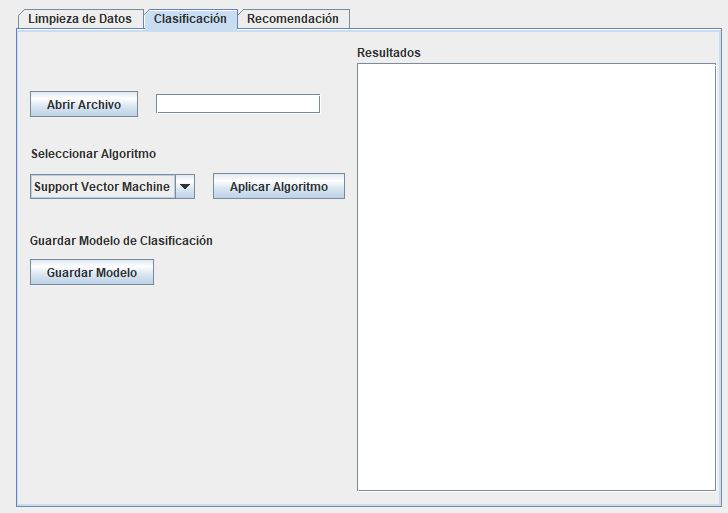 Limpieza de Datos Clasificación Recomendación
Resultados
Abrir Archivo
Seleccionar Algoritmo
Support Vector Machine Aplicar Algoritmo
Guardar Modelo de Clasificación
Guardar Modelo